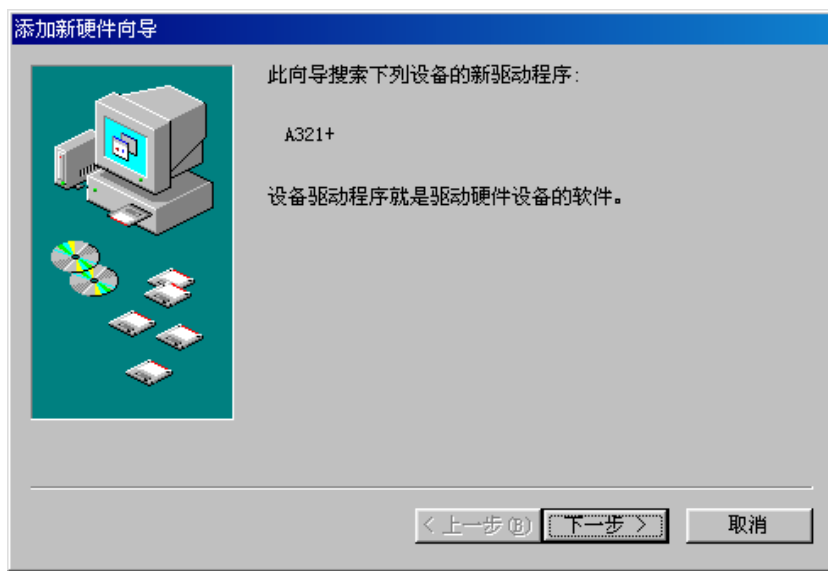 添加新硬件向导
此向导搜索下列设备的新驱动程序:
A321+
设备驱动程序就是驱动硬件设备的软件。
< 上一步(B)
下一步 >
取消